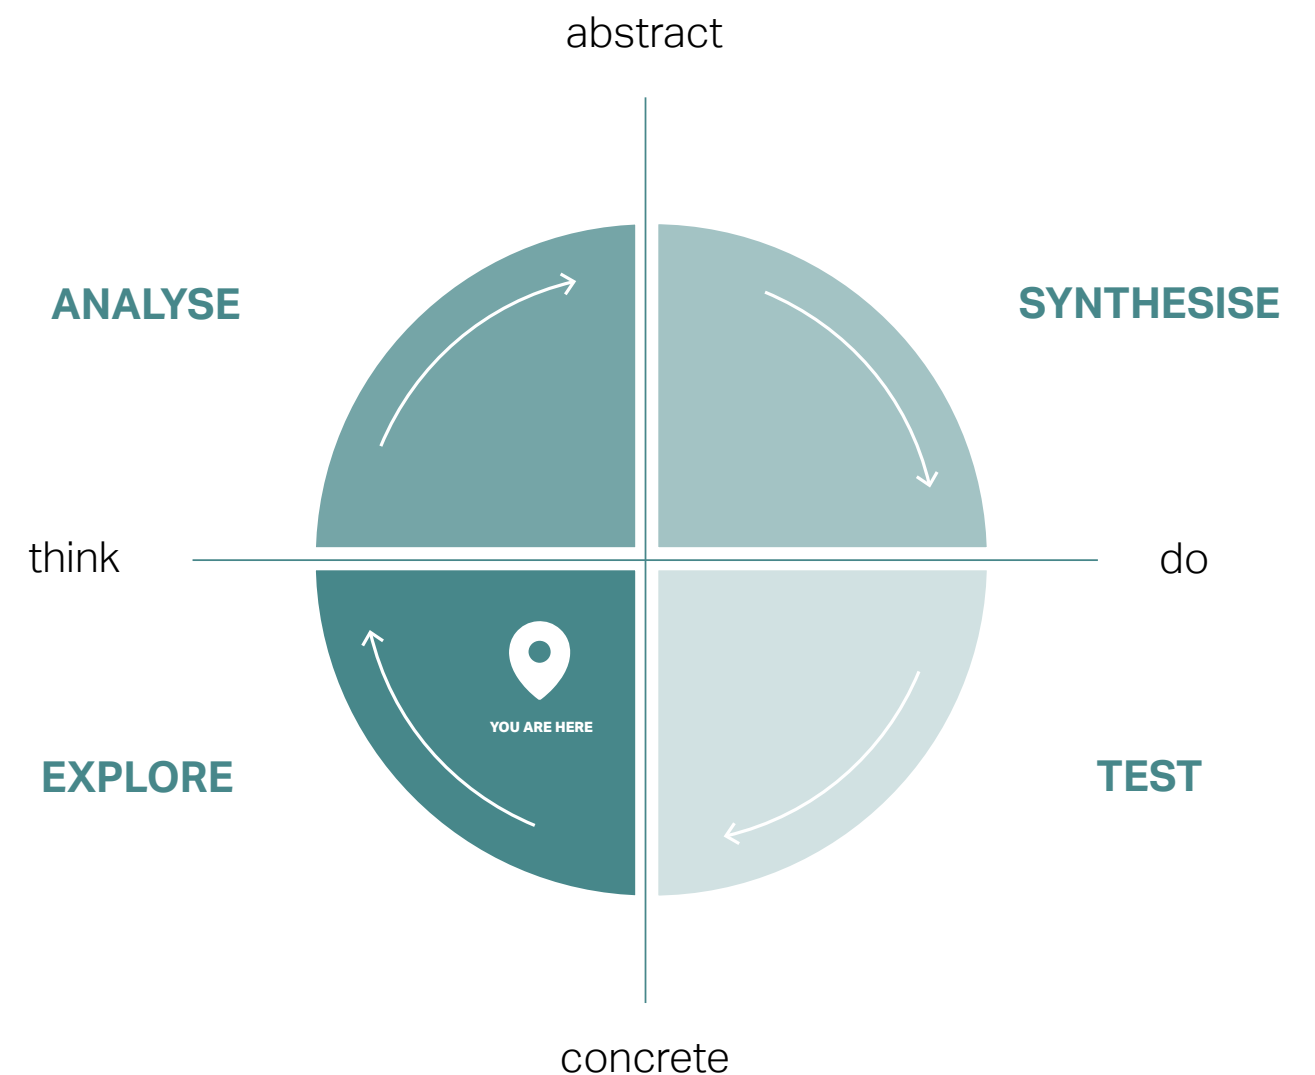 abstract
ANALYSE
SYNTHESISE
think
do
YOU ARE HERE
EXPLORE
TEST
concrete